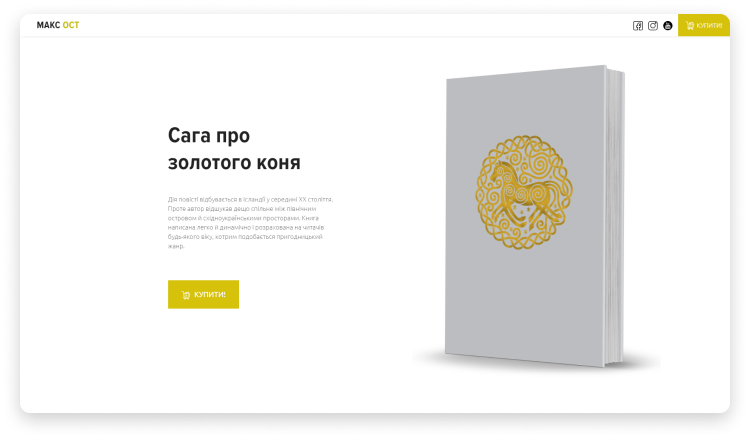 МАКС ОСТ
КУПИТИ!
Сага про
золотого коня
Дія повісті відбувається в Ісландії у середині XX століття.
Проте автор відшукав дещо спільне між північним
островом й східноукраїнськими просторами. Книга
написана легко й динамічно і розрахована на читачів
будь-якого віку, котрим подобається пригодницький
жанр.
КУПИТИ!